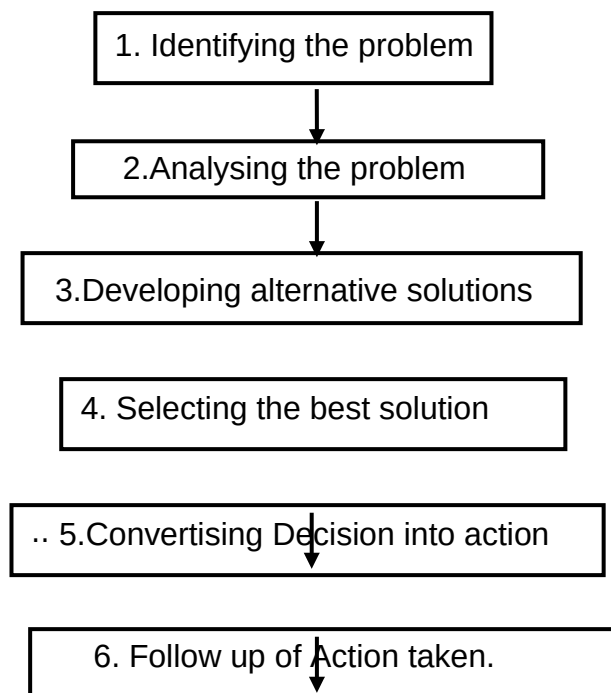 1. Identifying the problem
2.Analysing the problem
3.Developing alternative solutions
4. Selecting the best solution
.. 5.Convertising Decision into action
6. Follow up of Action taken.